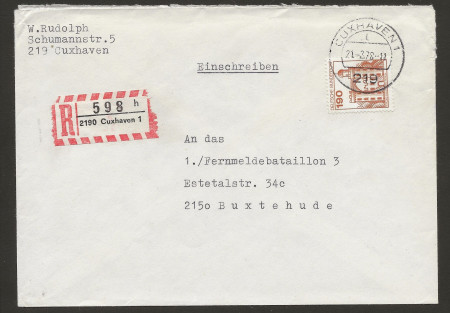 W.Rudolph
Schumannstr.5
219 Cuxhaven
CUXHAVEN 1
219
190
Einschreiben
R
598 h
2190 Cuxhaven 1
An das
1./Fernmeldebataillon 3
Estetalstr. 34c
215o Buxtehude